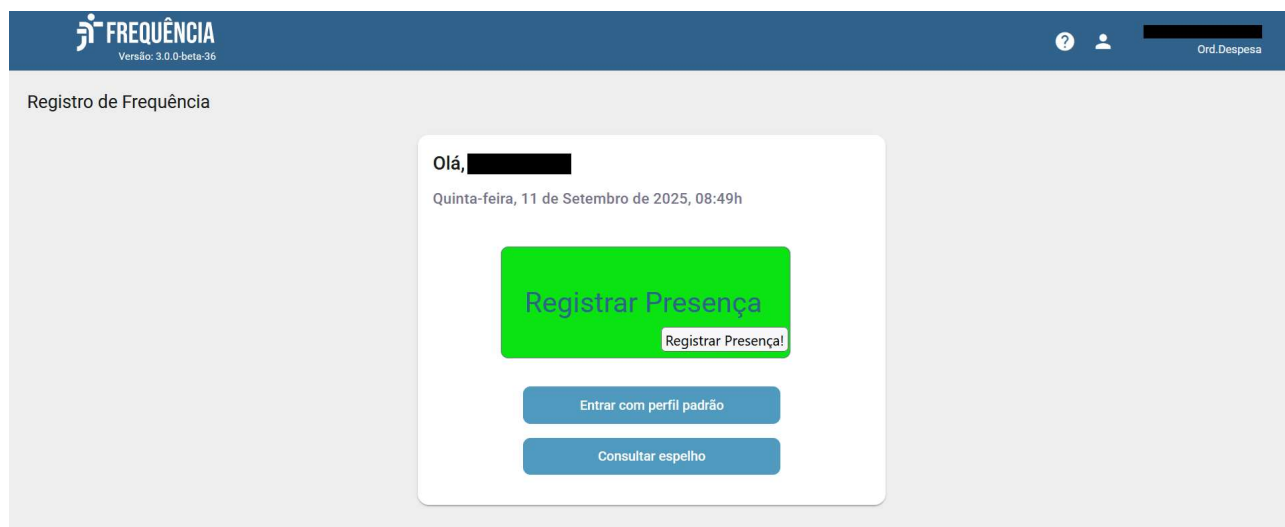 FREQUÊNCIA
Versão: 3.0.0-beta-36
?
Ord.Despesa
Registro de Frequência
Olá,
Quinta-feira, 11 de Setembro de 2025, 08:49h
Registrar Presença
Registrar Presença!
Entrar com perfil padrão
Consultar espelho